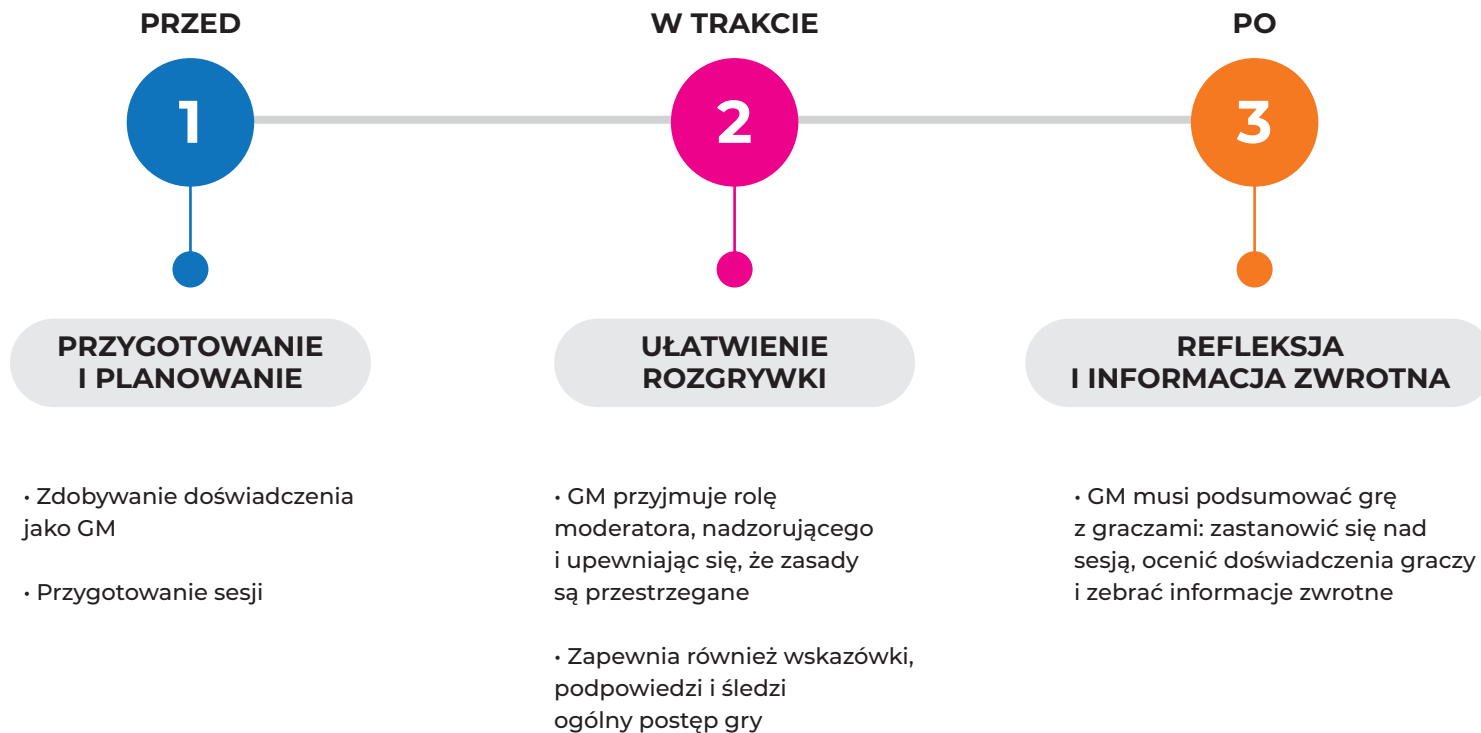 PRZED
1
PRZYGOTOWANIE
I PLANOWANIE
• Zdobywanie doświadczenia
jako GM
• Przygotowanie sesji
W TRAKCIE
2
UŁATWIENIE
ROZGRYWKI
• GM przyjmuje rolę
moderatora, nadzorującego
i upewniając się, że zasady
są przestrzegane
• Zapewnia również wskazówki,
podpowiedzi i śledzi
ogólny postęp gry
PO
3
REFLEKSJA
I INFORMACJA ZWROTNA
• GM musi podsumować grę
z graczami: zastanowić się nad
sesją, ocenić doświadczenia graczy
i zebrać informacje zwrotne